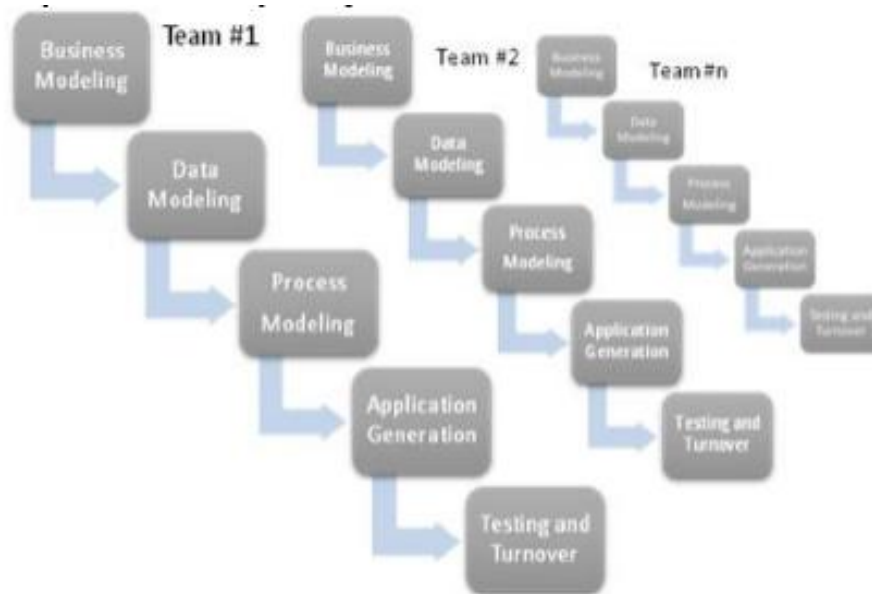 Team #1
Business
Modeling
Data
Modeling
Process
Modeling
Application
Generation
Testing and
Turnover
Team #2
Business
Modeling
Data
Modeling
Process
Modeling
Application
Generation
Testing and
Turnover
Team #n
Business
Modeling
Data
Modeling
Process
Modeling
Application
Generation
Testing and
Turnover